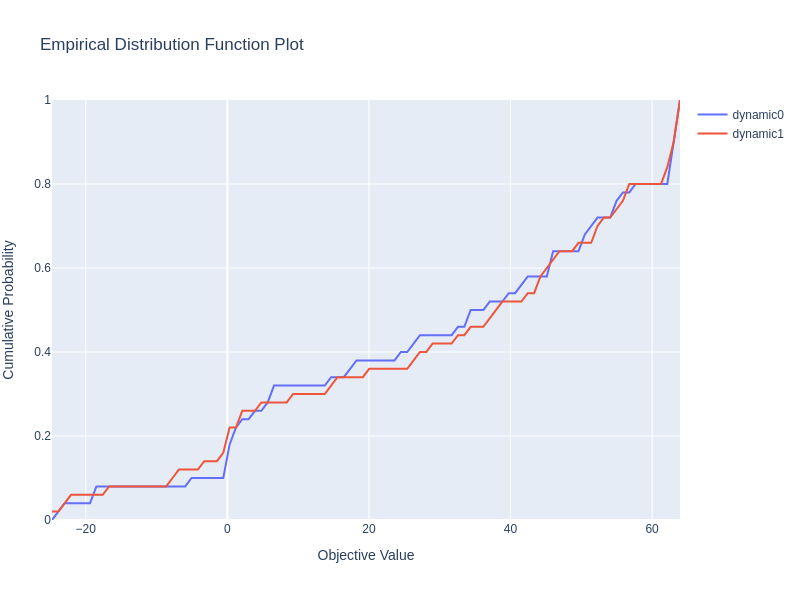 Empirical Distribution Function Plot
dynamic0
dynamic1
1
0.8
0.6
0.4
0.2
0
Cumulative Probability
−20
0
20
40
60
Objective Value